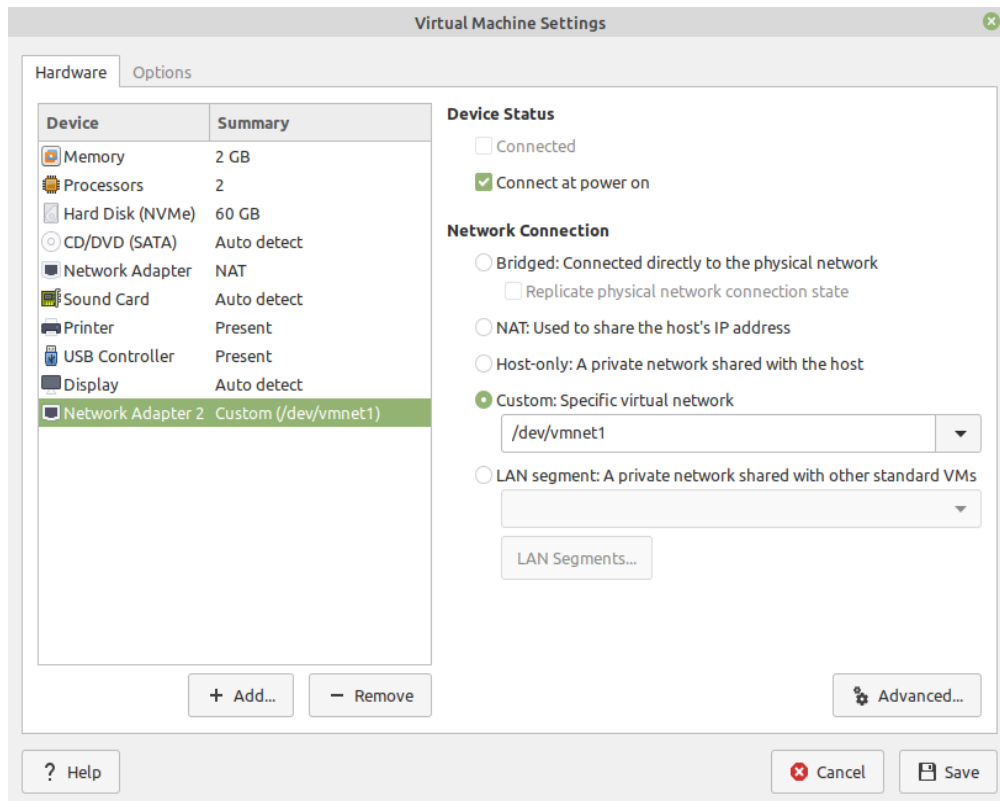 Virtual Machine Settings
Hardware Options
Device Summary
Memory 2 GB
Processors 2
Hard Disk (NVMe) 60 GB
CD/DVD (SATA) Auto detect
Network Adapter NAT
Sound Card Auto detect
Printer Present
USB Controller Present
Display Auto detect
Network Adapter 2 Custom (/dev/vmnet1)
+ Add...
− Remove
Device Status
Connected
Connect at power on
Network Connection
Bridged: Connected directly to the physical network
Replicate physical network connection state
NAT: Used to share the host's IP address
Host-only: A private network shared with the host
Custom: Specific virtual network
/dev/vmnet1
LAN segment: A private network shared with other standard VMs
LAN Segments...
Advanced...
? Help
Cancel
Save